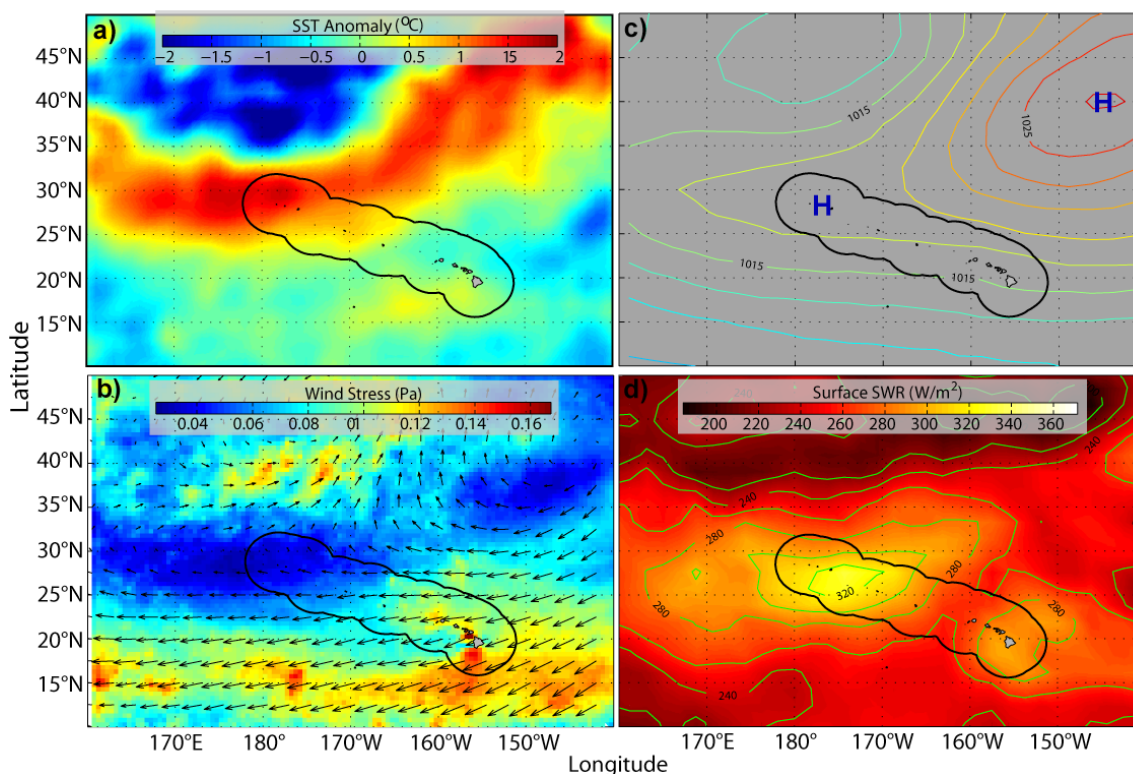 a)
SST Anomaly (°C)
−2 −1.5 −1 −0.5 0 0.5 1 15 2
45°N
40°N
35°N
30°N
25°N
20°N
15°N
c)
1015
H
1025
H
1015
1015
Latitude
b)
Wind Stress (Pa)
0.04 0.06 0.08 01 0.12 0.14 0.16
45°N
40°N
35°N
30°N
25°N
20°N
15°N
170°E 180° 170°W 160°W 150°W
d)
Surface SWR (W/m²)
200 220 240 260 280 300 320 340 360
240
240
240
280
280
320
280
280
240
170°E 180° 170°W 160°W 150°W
Longitude